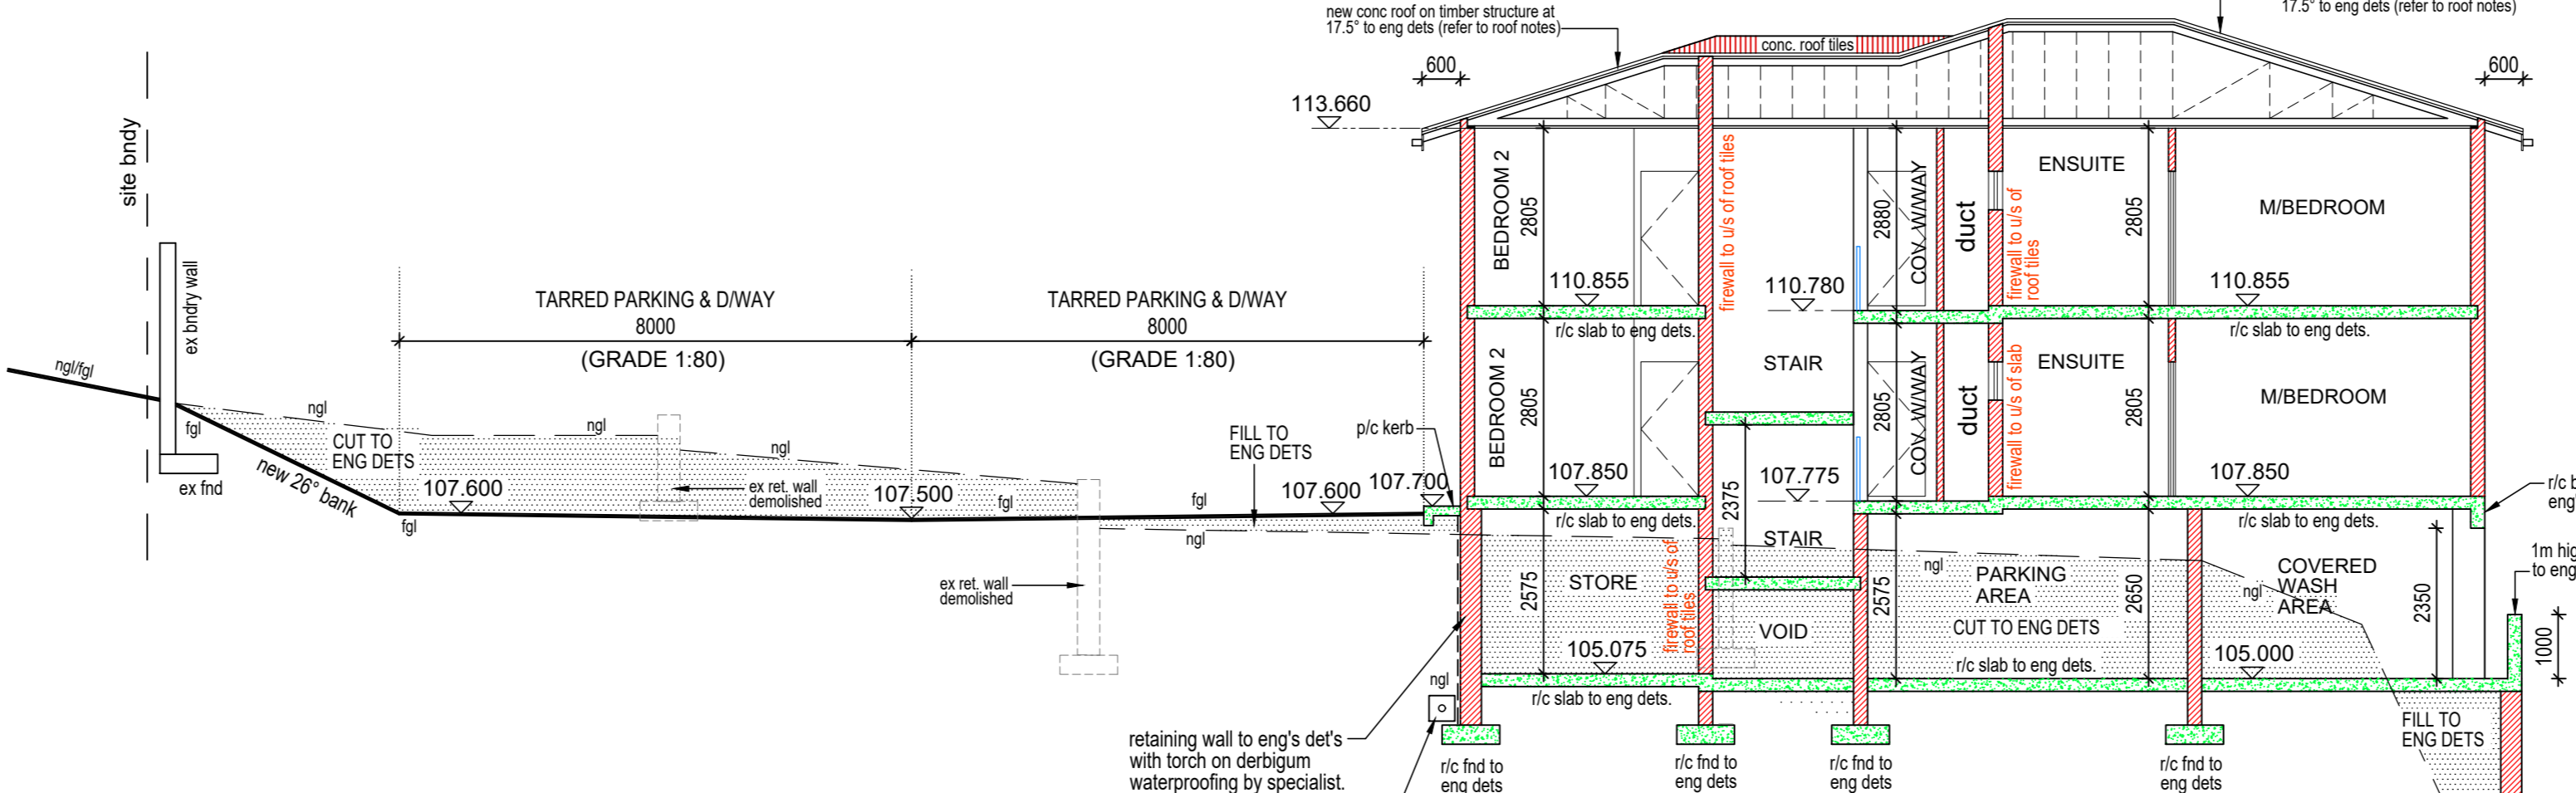 new conc roof on timber structure at
17.5° to eng dets (refer to roof notes)
17.5° to eng dets (refer to roof notes)
conc. roof tiles
600
600
113.660
site bndy
ex bndry wall
ngl/fgl
fgl
ngl
CUT TO
ENG DETS
new 26° bank
ex fnd
TARRED PARKING & D/WAY
8000
(GRADE 1:80)
TARRED PARKING & D/WAY
8000
(GRADE 1:80)
ngl
ngl
107.600
fgl
ex ret. wall
demolished
107.500
fgl
FILL TO
ENG DETS
fgl
ngl
p/c kerb
107.600
107.700
ex ret. wall
demolished
BEDROOM 2
2805
110.855
r/c slab to eng dets.
firewall to u/s of roof tiles
110.780
STAIR
2880
COV W/WAY
duct
firewall to u/s of
roof tiles
ENSUITE
2805
M/BEDROOM
110.855
r/c slab to eng dets.
BEDROOM 2
2805
107.850
r/c slab to eng dets.
107.775
2375
STAIR
2805
COV W/WAY
duct
firewall to u/s of slab
ENSUITE
2805
M/BEDROOM
107.850
r/c slab to eng dets.
r/c b
eng'
STORE
2575
105.075
firewall to u/s of
roof tiles
VOID
2575
ngl
PARKING
AREA
CUT TO ENG DETS
r/c slab to eng dets.
2650
ngl
COVERED
WASH
AREA
105.000
2350
1m hig
to eng
1000
ngl
r/c slab to eng dets.
FILL TO
ENG DETS
retaining wall to eng's det's
with torch on derbigum
waterproofing by specialist.
r/c fnd to
eng dets
r/c fnd to
eng dets
r/c fnd to
eng dets
r/c fnd to
eng dets